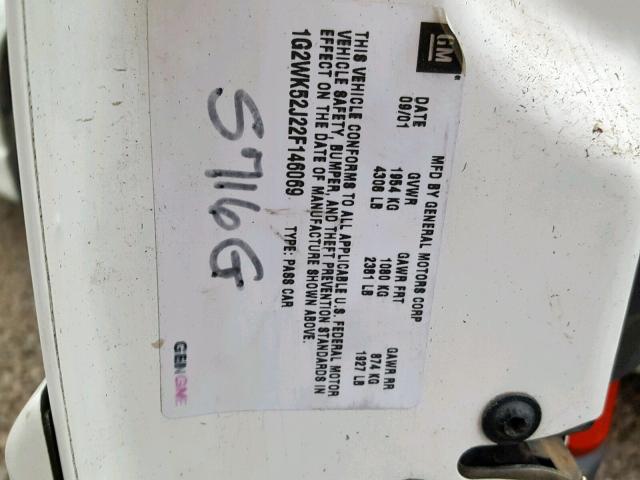 GM
MFD BY GENERAL MOTORS CORP
DATE GVWR GAWR FRT GAWR RR
09/01 1954 KG 1080 KG 874 KG
4308 LB 2381 LB 1927 LB
THIS VEHICLE CONFORMS TO ALL APPLICABLE U.S. FEDERAL MOTOR
VEHICLE SAFETY, BUMPER, AND THEFT PREVENTION STANDARDS IN
EFFECT ON THE DATE OF MANUFACTURE SHOWN ABOVE.
1G2WK52J22F146069 TYPE: PASS CAR
S716G